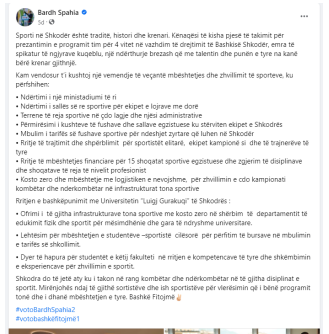 Bardh Spahia
5d ·
Sporti në Shkodër është traditë, histori dhe krenari. Kënaqësi të kisha pjesë të takimit për
prezantimin e programit tim për 4 vitet në vazhdim të drejtimit të Bashkisë Shkodër, emra të
spikatur të ngjyrave kuqeblu, një ndërthurje brezash që me talentin dhe punën e tyre na kanë
bërë krenar gjithnjë.
Kam vendosur t'i kushtoj një vemendje të veçantë mbështetjes dhe zhvillimit të sporteve, ku
përfshihen:
• Ndërtimi i një ministadiumi të ri
• Ndërtimi i sallës së re sportive për ekipet e lojrave me dorë
• Terrene të reja sportive në çdo lagje dhe njësi administrative
• Përmirësimi i kushteve të fushave dhe sallave egzistuese ku stërviten ekipet e Shkodrës
• Mbulim i tarifës së fushave sportive për ndeshjet zyrtare që luhen në Shkodër
• Rritje të trajtimit dhe shpërblimit për sportistët elitarë, ekipet kampionë si dhe të trajnerëve të
tyre
• Rritje të mbështetjes financiare për 15 shoqatat sportive egzistuese dhe zgjerim të disiplinave
dhe shoqatave të reja të nivelit profesionist
• Kosto zero dhe mbështetje me logjistiken e nevojshme, për zhvillimin e cdo kampionati
kombëtar dhe nderkombëtar në infrastrukturat tona sportive
Rritjen e bashkëpunimit me Universitetin "Luigj Gurakuqi" të Shkodrës :
• Ofrimi i të gjitha infrastrukturave tona sportive me kosto zero në shërbim të departamentit të
edukimit fizik dhe sportit për mësimdhënie dhe gara të ndryshme universitare.
• Lehtësim për mbështetjen e studentëve –sportistë cilësorë për përfitim të bursave në mbulimin
e tarifës së shkollimit.
• Dyer të hapura për studentët e këtij fakulteti në rritjen e kompetencave të tyre dhe shkëmbimin
e eksperiencave për zhvillimin e sportit.
Shkodra do të jetë aty ku i takon në rang kombëtar dhe ndërkombëtar në të gjitha disiplinat e
sportit. Mirënjohës ndaj të gjithë sortistëve dhe ish sportistëve për vlerësimin që i bënë programit
tonë dhe i dhanë mbështetjen e tyre. Bashkë Fitojmë✌
#votoBardhSpahia2
#votobashkëfitojmë1